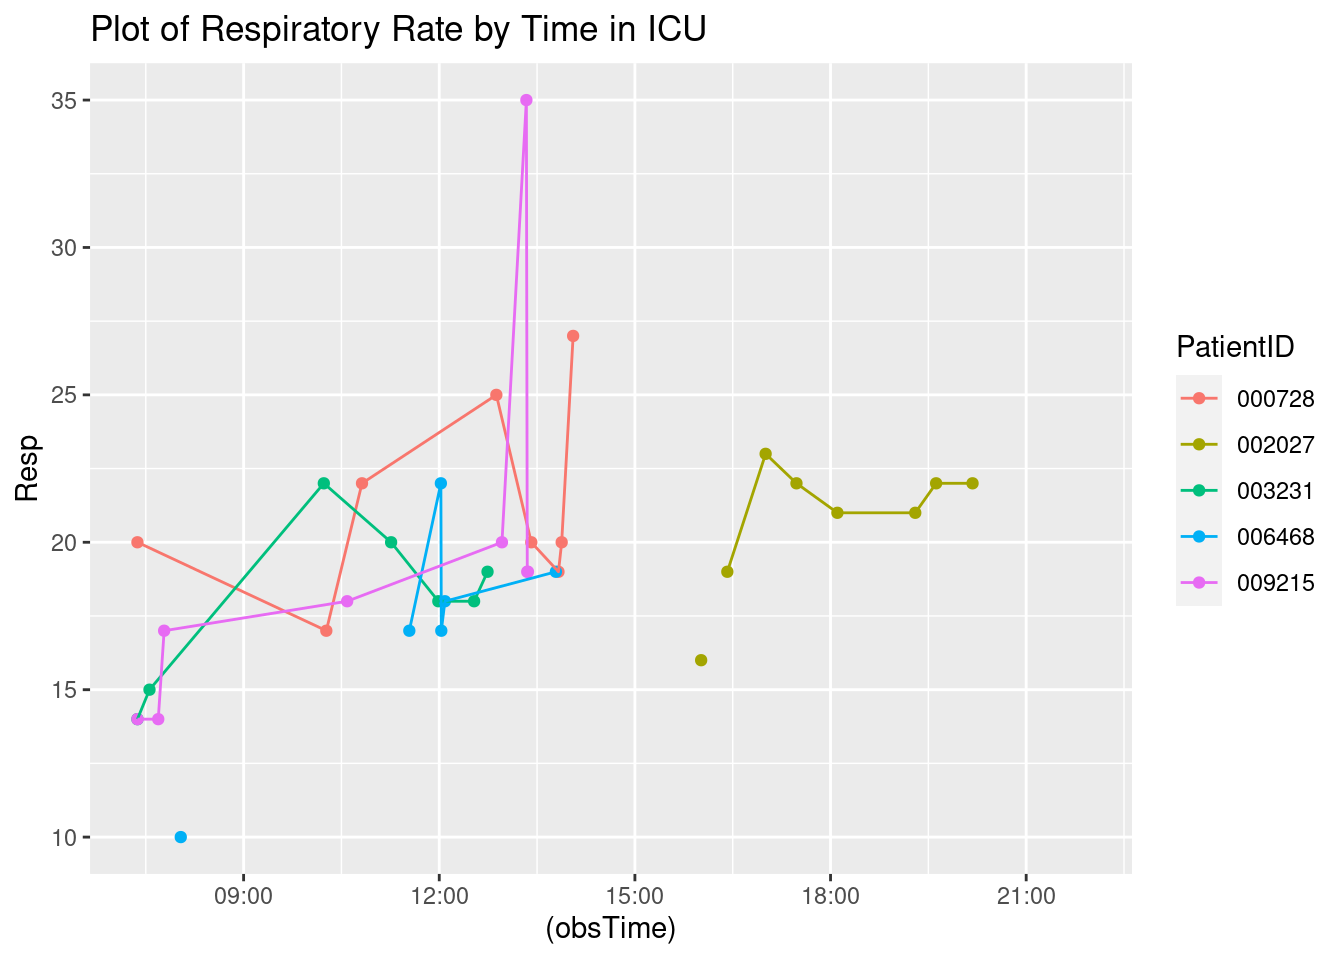 Plot of Respiratory Rate by Time in ICU
35
30
25
20
15
10
Resp
09:00 12:00 15:00 18:00 21:00
(obsTime)
PatientID
000728
002027
003231
006468
009215